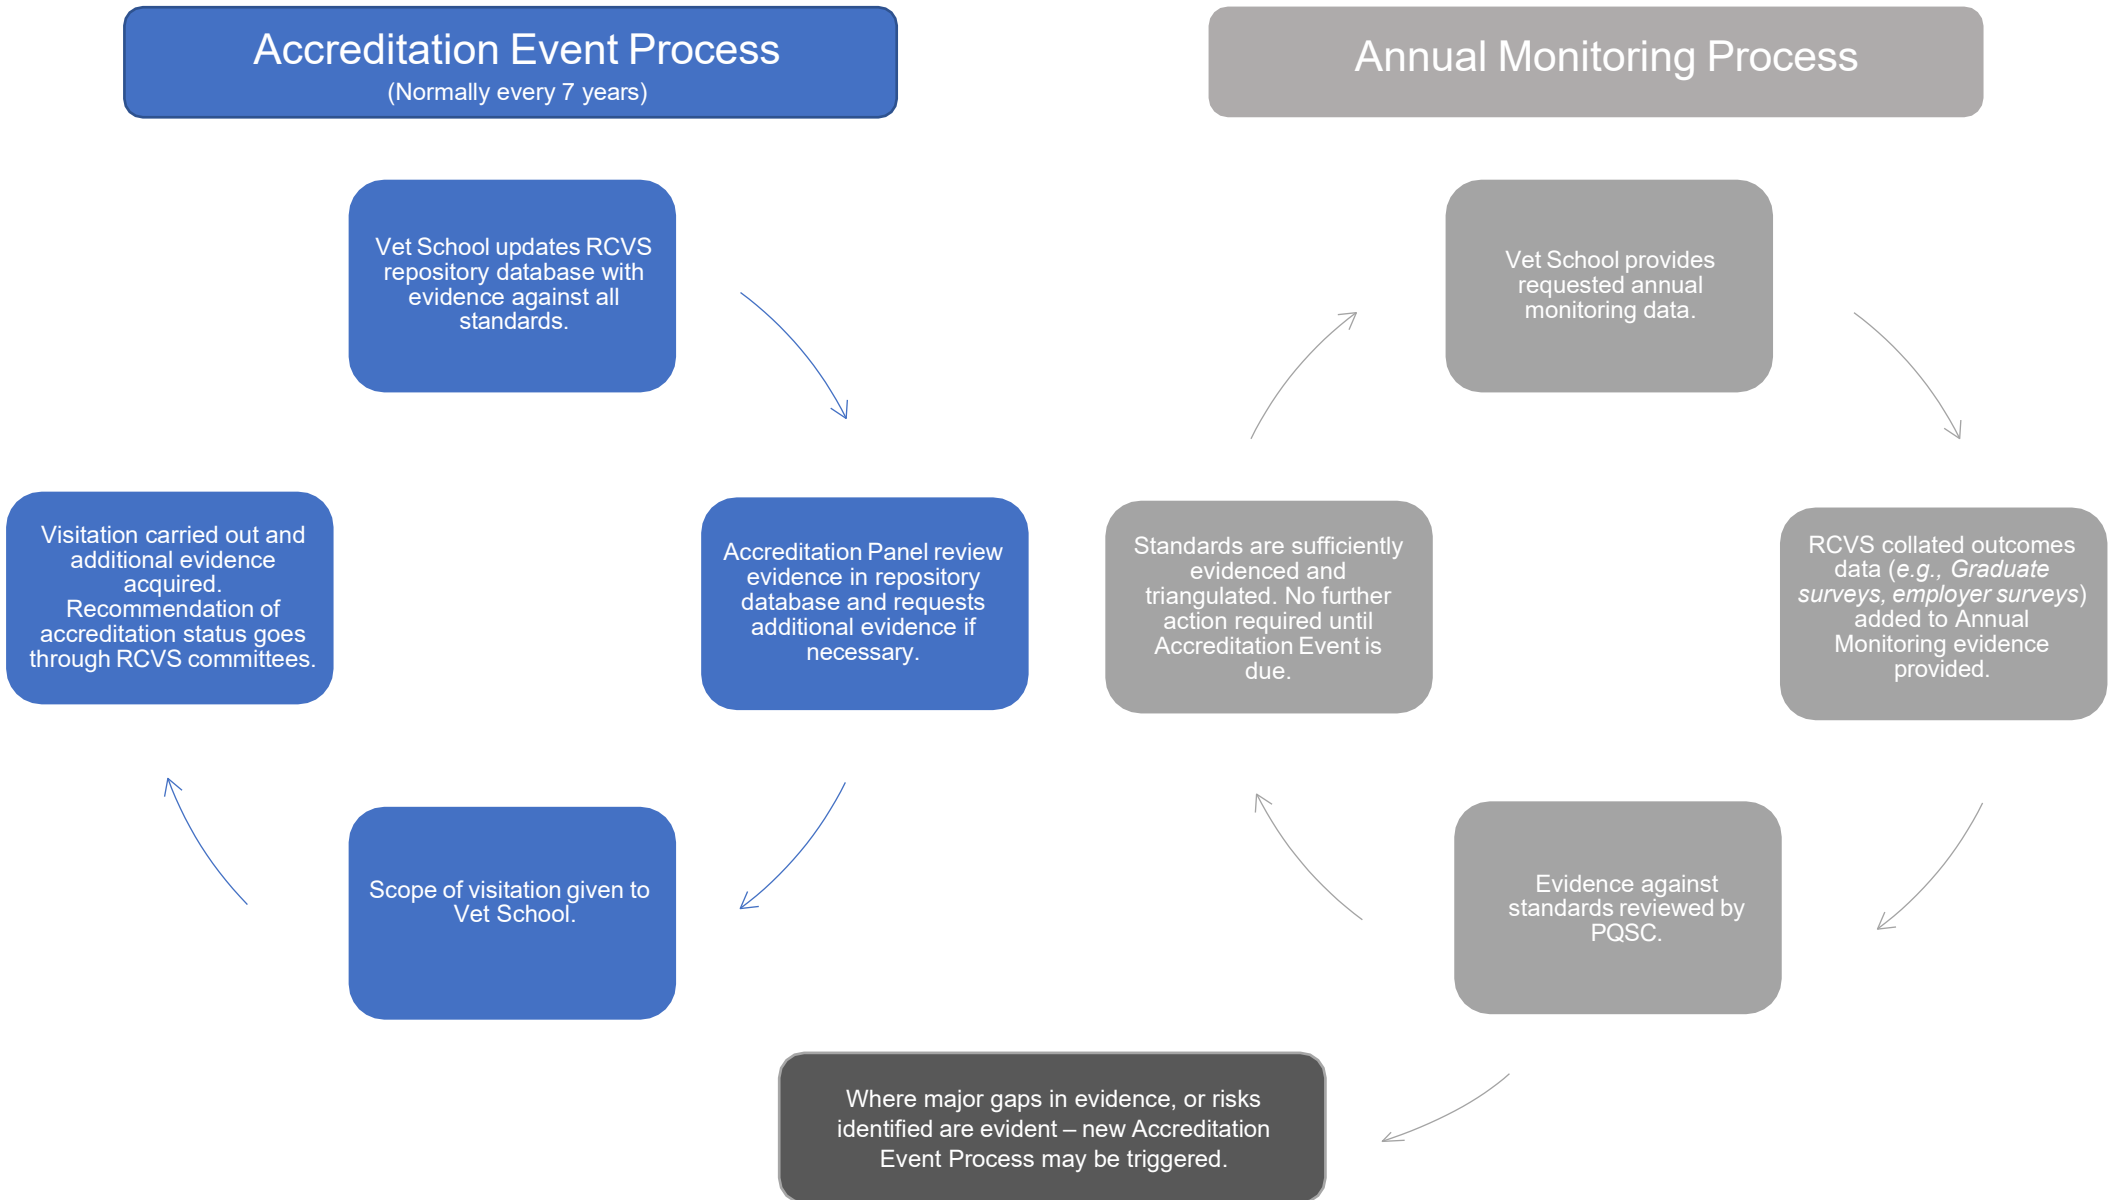 Accreditation Event Process
(Normally every 7 years)
Vet School updates RCVS
repository database with
evidence against all
standards.
Accreditation Panel review
evidence in repository
database and requests
additional evidence if
necessary.
Scope of visitation given to
Vet School.
Visitation carried out and
additional evidence
acquired.
Recommendation of
accreditation status goes
through RCVS committees.
Annual Monitoring Process
Vet School provides
requested annual
monitoring data.
RCVS collated outcomes
data (e.g., Graduate
surveys, employer surveys)
added to Annual
Monitoring evidence
provided.
Evidence against
standards reviewed by
PQSC.
Standards are sufficiently
evidenced and
triangulated. No further
action required until
Accreditation Event is
due.
Where major gaps in evidence, or risks
identified are evident – new Accreditation
Event Process may be triggered.